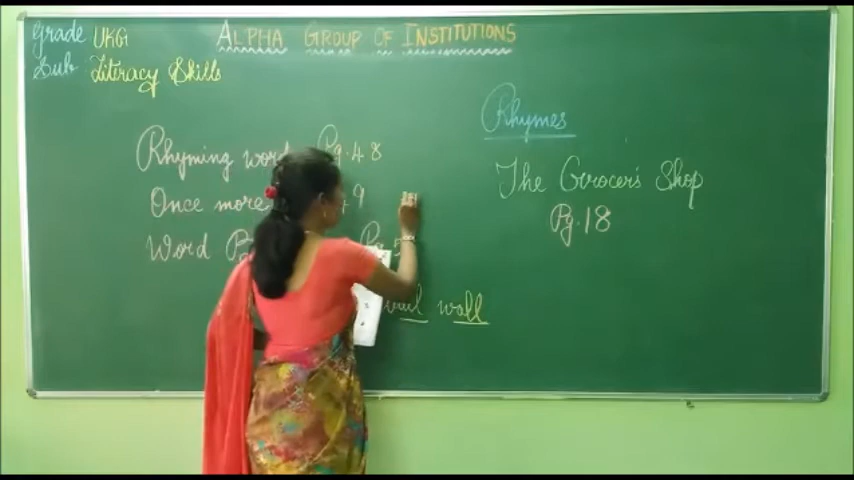 Grade UKG
Sub Literacy Skills
ALPHA GROUP OF INSTITUTIONS
Rhyming word Pg.48
Once more 49
Word
wall
Rhymes
The Grocer's Shop
Pg.18